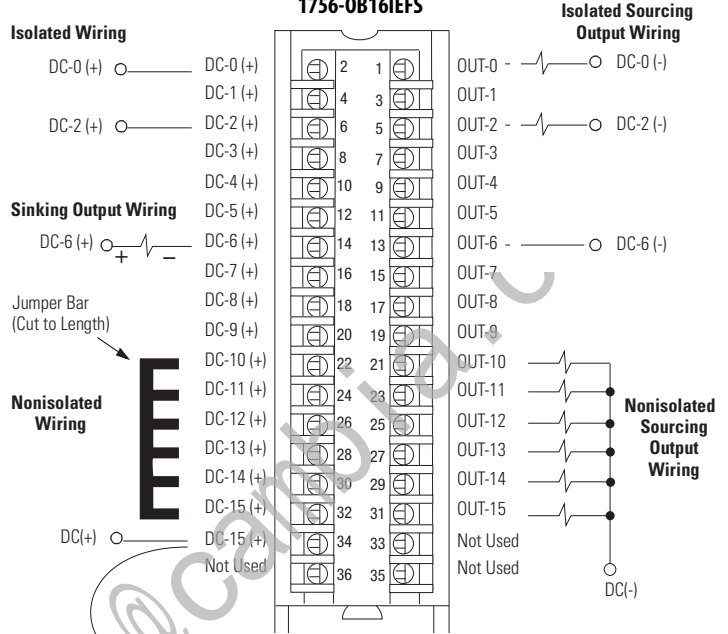 1756-OB16IEFS
Isolated Wiring
Isolated Sourcing
Output Wiring
DC-0 (+) DC-0 (+) 2 1 OUT-0 DC-0 (-)
DC-1 (+) 4 3 OUT-1
DC-2 (+) DC-2 (+) 6 5 OUT-2 DC-2 (-)
DC-3 (+) 8 7 OUT-3
DC-4 (+) 10 9 OUT-4
Sinking Output Wiring
DC-5 (+) 12 11 OUT-5
DC-6 (+) + – DC-6 (+) 14 13 OUT-6 DC-6 (-)
DC-7 (+) 16 15 OUT-7
Jumper Bar
(Cut to Length)
DC-8 (+) 18 17 OUT-8
DC-9 (+) 20 19 OUT-9
DC-10 (+) 22 21 OUT-10
DC-11 (+) 24 23 OUT-11
Nonisolated
Wiring
DC-12 (+) 26 25 OUT-12
Nonisolated
Sourcing
Output
Wiring
DC-13 (+) 28 27 OUT-13
DC-14 (+) 30 29 OUT-14
DC-15 (+) 32 31 OUT-15
DC(+) DC-15 (+) 34 33 Not Used
Not Used 36 35 Not Used
DC(-)
@cambia.c